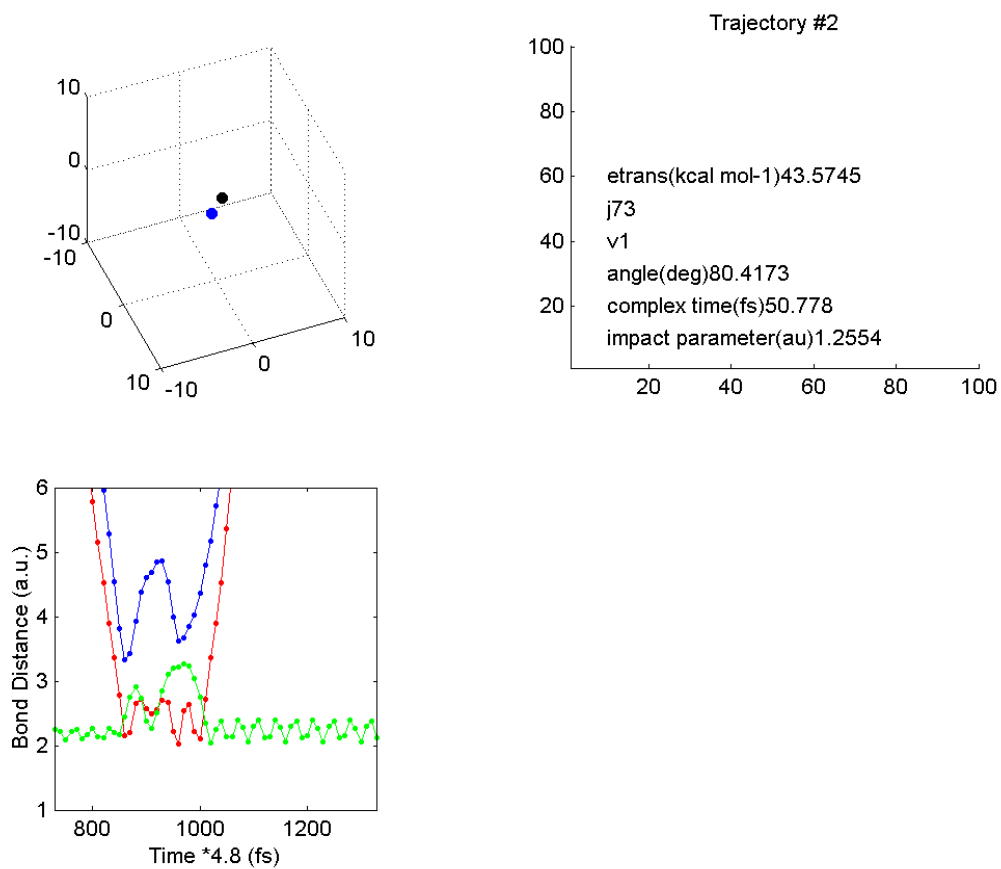 10
0
-10
-10
0
10
-10
0
10
Trajectory #2
100
80
60
40
20
etrans(kcal mol-1)43.5745
j73
v1
angle(deg)80.4173
complex time(fs)50.778
impact parameter(au)1.2554
20 40 60 80 100
6
5
4
3
2
1
Bond Distance (a.u.)
800 1000 1200
Time *4.8 (fs)